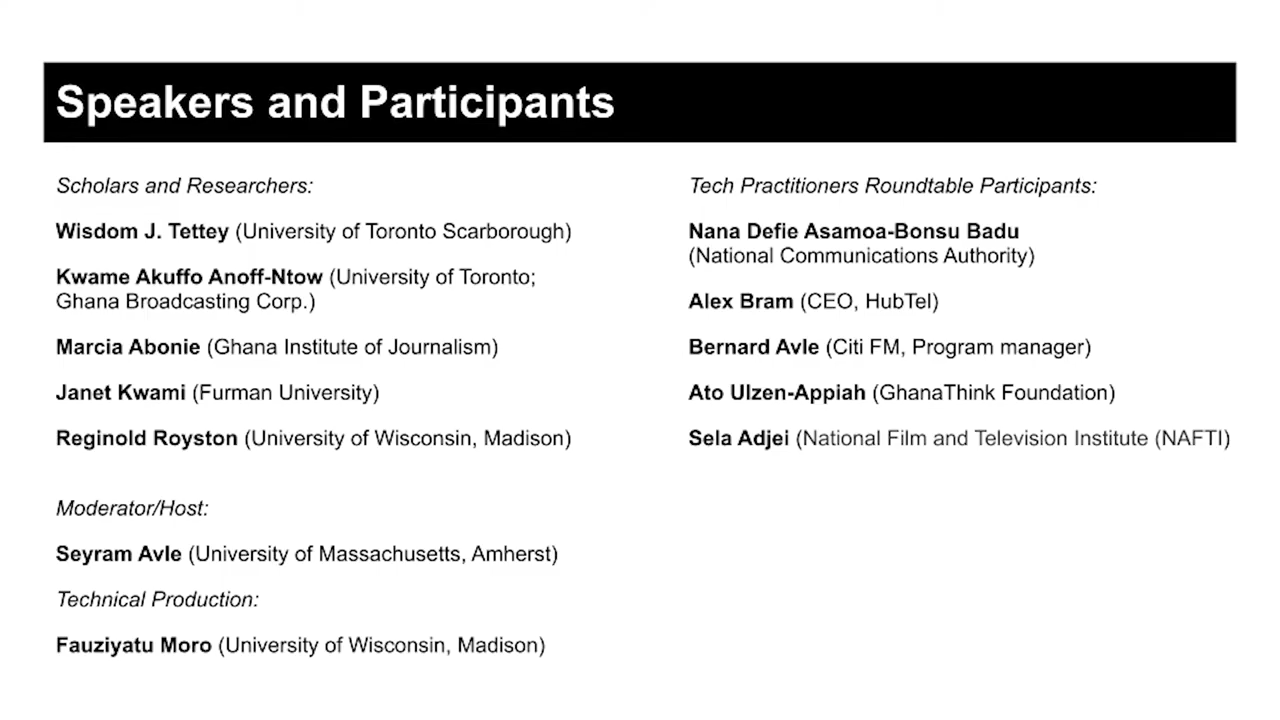 Speakers and Participants
Scholars and Researchers:
Wisdom J. Tettey (University of Toronto Scarborough)
Kwame Akuffo Anoff-Ntow (University of Toronto;
Ghana Broadcasting Corp.)
Marcia Abonie (Ghana Institute of Journalism)
Janet Kwami (Furman University)
Reginold Royston (University of Wisconsin, Madison)
Moderator/Host:
Seyram Avle (University of Massachusetts, Amherst)
Technical Production:
Fauziyatu Moro (University of Wisconsin, Madison)
Tech Practitioners Roundtable Participants:
Nana Defie Asamoa-Bonsu Badu
(National Communications Authority)
Alex Bram (CEO, HubTel)
Bernard Avle (Citi FM, Program manager)
Ato Ulzen-Appiah (GhanaThink Foundation)
Sela Adjei (National Film and Television Institute (NAFTI)